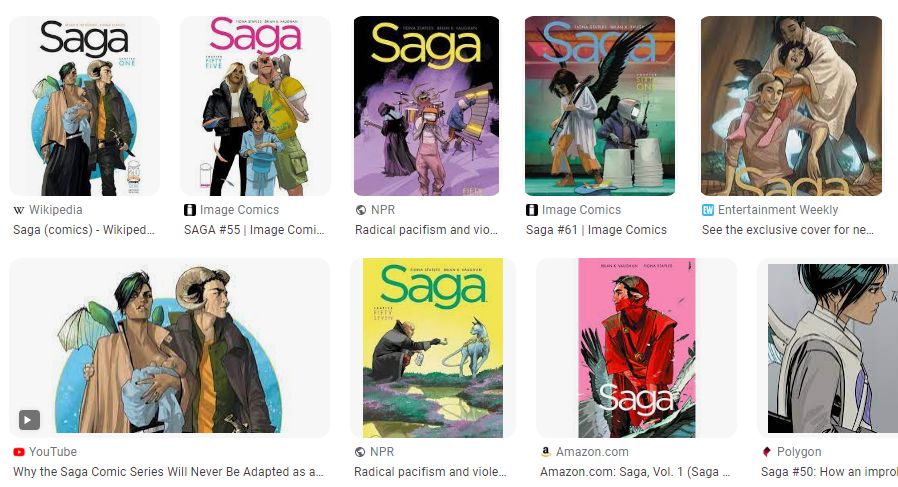 Saga
CHAPTER
ONE
Saga
FIONA STAPLES BRIAN K. VAUGHAN
CHAPTER
FIFTY
FIVE
Saga
FIONA STAPLES BRIAN K. VAUGHAN
FIFTY
Saga
FIONA STAPLES BRIAN K. VAUGHAN
CHAPTER
SIXTY
ONE
Saga
W Wikipedia
Image Comics
NPR
Image Comics
EW Entertainment Weekly
Saga (comics) - Wikiped...
SAGA #55 | Image Comi...
Radical pacifism and vio...
Saga #61 | Image Comics
See the exclusive cover for ne...
FIONA STAPLES BRIAN K. VAUGHAN
Saga
CHAPTER
FIFTY
SEVEN
BRIAN K. VAUGHAN FIONA STAPLES
Saga
YouTube
NPR
a Amazon.com
Polygon
Why the Saga Comic Series Will Never Be Adapted as a...
Radical pacifism and viole...
Amazon.com: Saga, Vol. 1 (Saga ...
Saga #50: How an improl